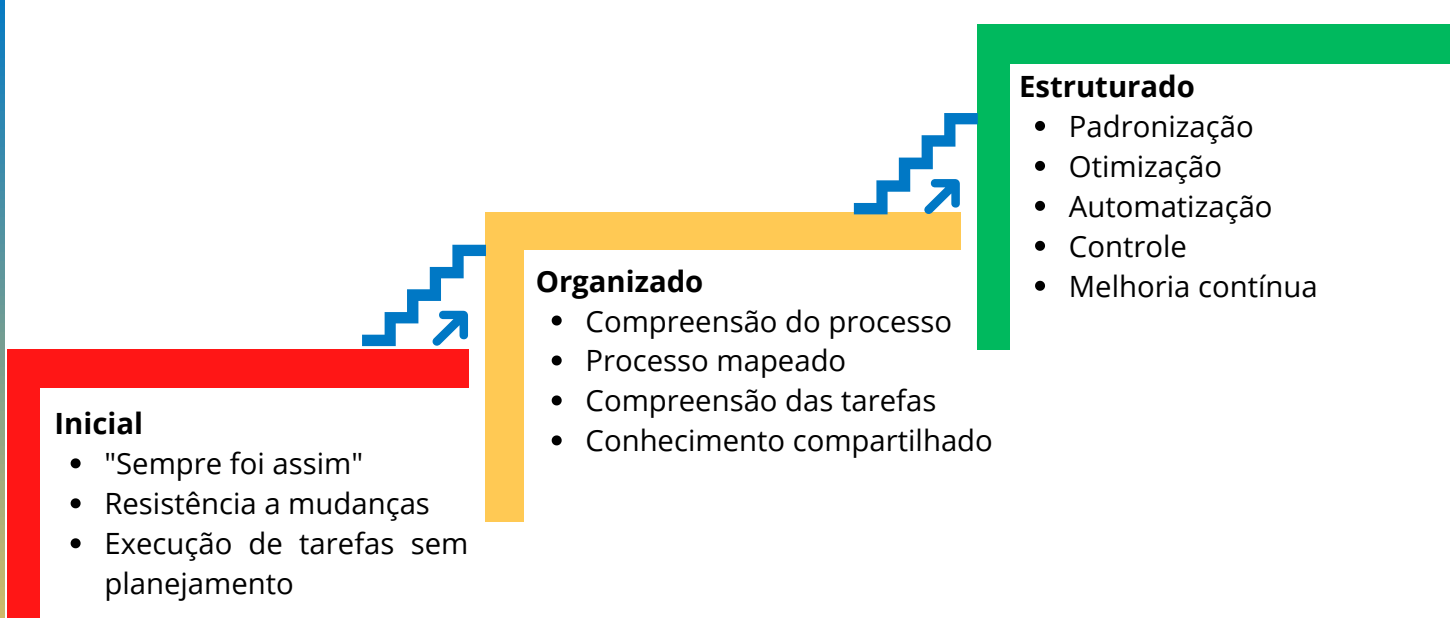 Inicial
• "Sempre foi assim"
• Resistência a mudanças
• Execução de tarefas sem
planejamento
Organizado
• Compreensão do processo
• Processo mapeado
• Compreensão das tarefas
• Conhecimento compartilhado
Estruturado
• Padronização
• Otimização
• Automatização
• Controle
• Melhoria contínua